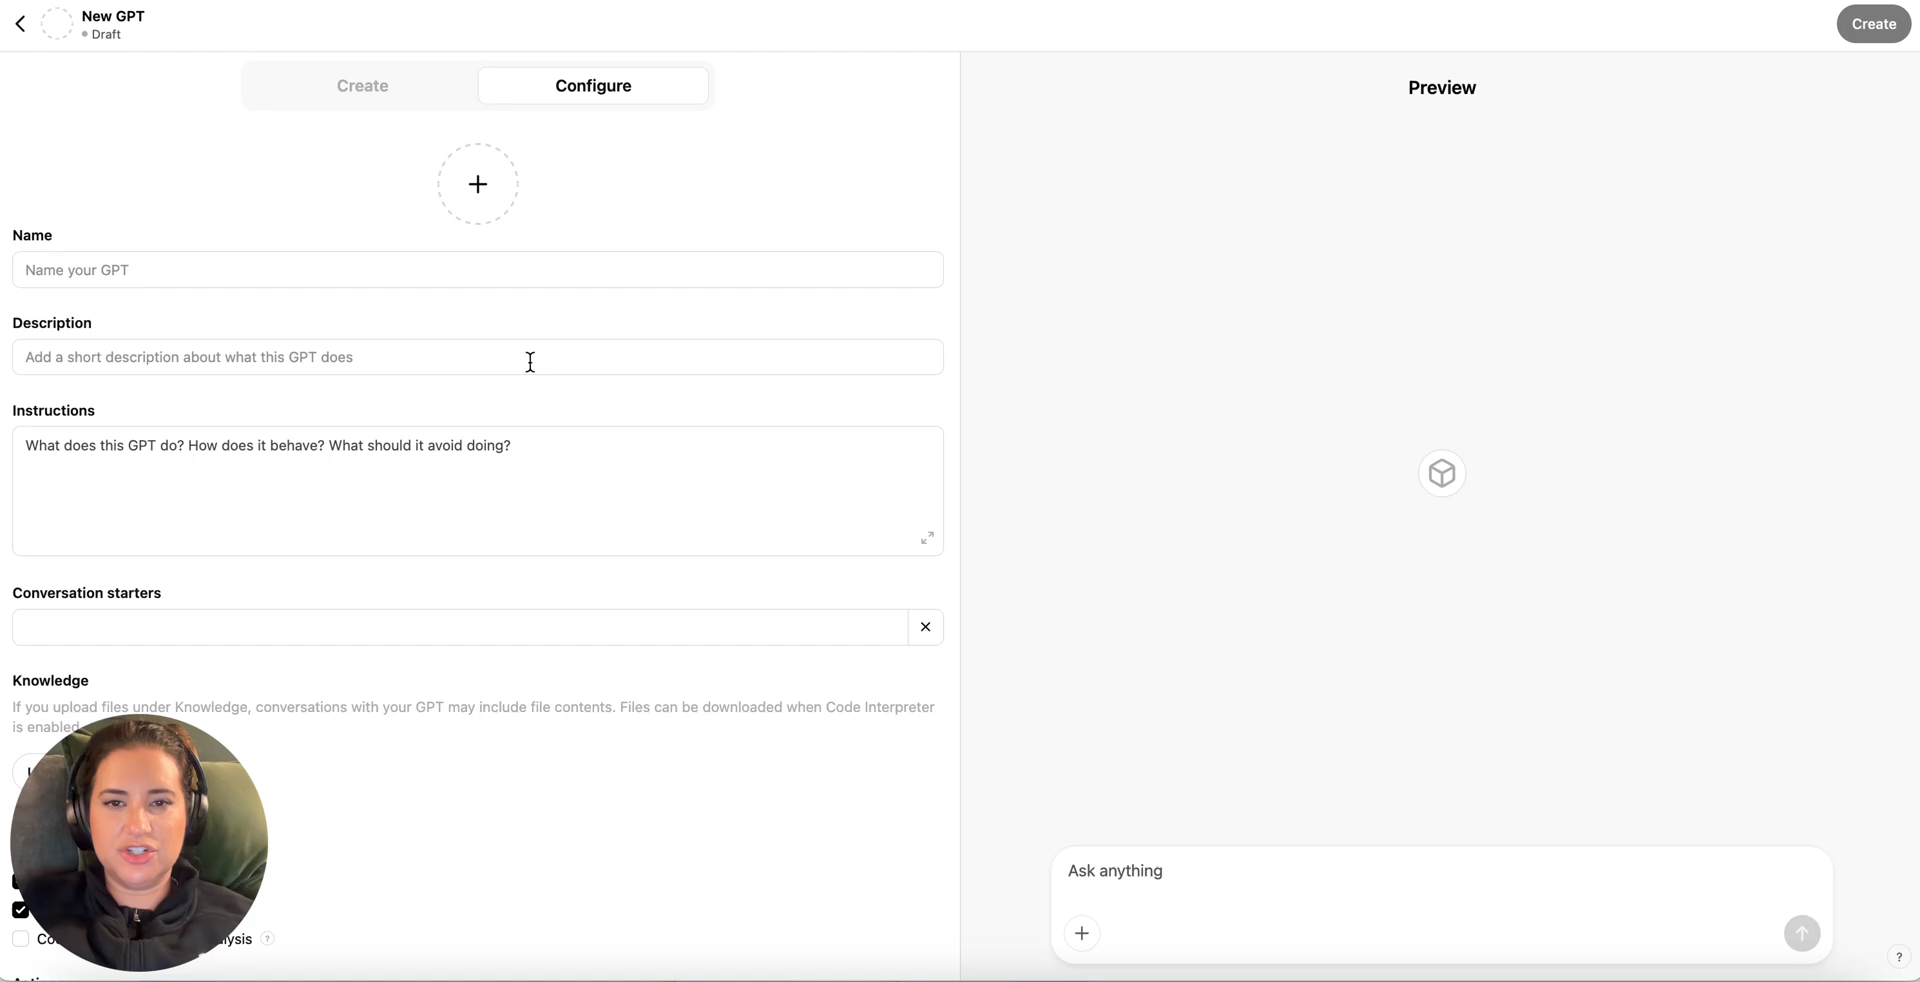 New GPT
Draft
Create
Create
Configure
Preview
Name
Name your GPT
Description
Add a short description about what this GPT does
Instructions
What does this GPT do? How does it behave? What should it avoid doing?
Conversation starters
Knowledge
If you upload files under Knowledge, conversations with your GPT may include file contents. Files can be downloaded when Code Interpreter
is enabled
Ask anything
?
?